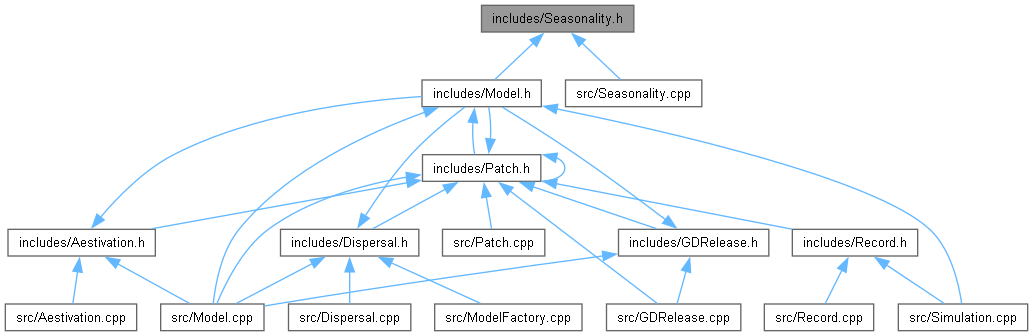 includes/Seasonality.h
includes/Model.h
src/Seasonality.cpp
includes/Patch.h
includes/Aestivation.h
includes/Dispersal.h
src/Patch.cpp
includes/GDRelease.h
includes/Record.h
src/Aestivation.cpp
src/Model.cpp
src/Dispersal.cpp
src/ModelFactory.cpp
src/GDRelease.cpp
src/Record.cpp
src/Simulation.cpp